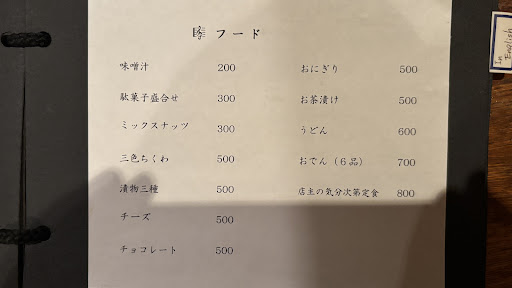 フード
味噌汁 200
駄菓子盛合せ 300
ミックスナッツ 300
三色ちくわ 500
漬物三種 500
チーズ 500
チョコレート 500
おにぎり 500
お茶漬け 500
うどん 600
おでん（６品） 700
店主の気分次第定食 800
In English